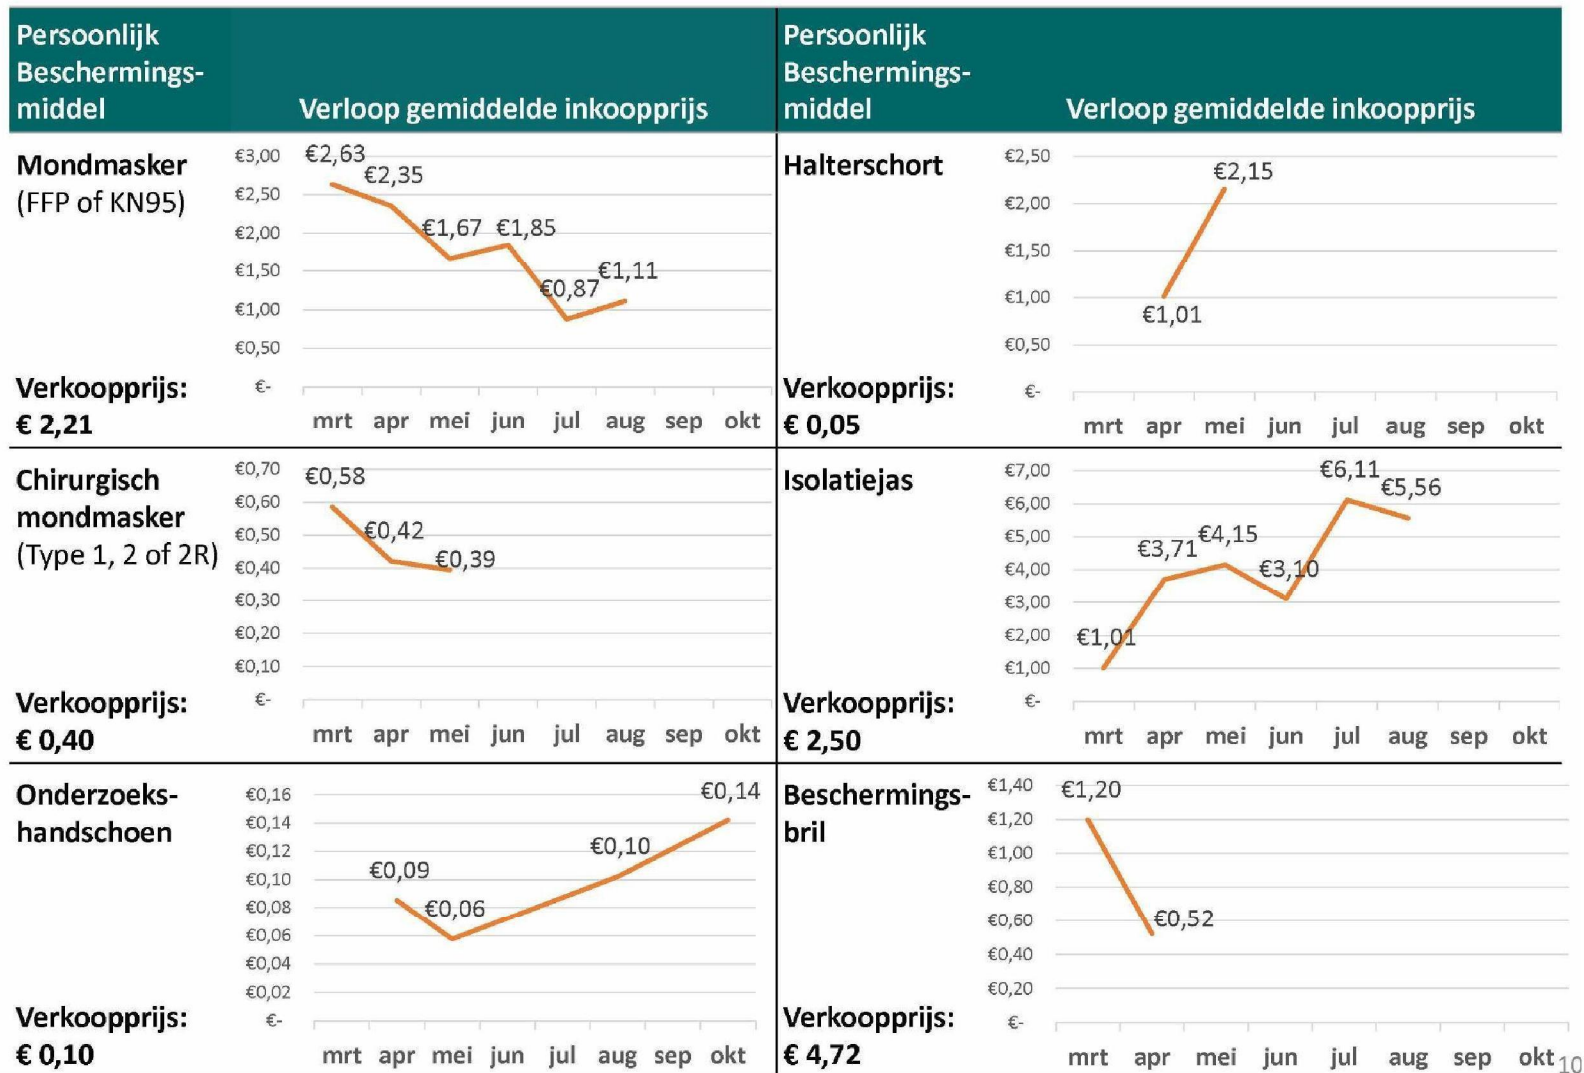 Persoonlijk
Beschermings-
middel
Verloop gemiddelde inkoopprijs
Persoonlijk
Beschermings-
middel
Verloop gemiddelde inkoopprijs
Mondmasker
(FFP of KN95)
Verkoopprijs:
€ 2,21
€3,00
€2,50
€2,00
€1,50
€1,00
€0,50
€-
€2,63
€2,35
€1,67
€1,85
€0,87
€1,11
mrt apr mei jun jul aug sep okt
Halterschort
Verkoopprijs:
€ 0,05
€2,50
€2,00
€1,50
€1,00
€0,50
€-
€1,01
€2,15
mrt apr mei jun jul aug sep okt
Chirurgisch
mondmasker
(Type 1, 2 of 2R)
Verkoopprijs:
€ 0,40
€0,70
€0,60
€0,50
€0,40
€0,30
€0,20
€0,10
€-
€0,58
€0,42
€0,39
mrt apr mei jun jul aug sep okt
Isolatiejas
Verkoopprijs:
€ 2,50
€7,00
€6,00
€5,00
€4,00
€3,00
€2,00
€1,00
€-
€1,01
€3,71
€4,15
€3,10
€6,11
€5,56
mrt apr mei jun jul aug sep okt
Onderzoeks-
handschoen
Verkoopprijs:
€ 0,10
€0,16
€0,14
€0,12
€0,10
€0,08
€0,06
€0,04
€0,02
€-
€0,09
€0,06
€0,10
€0,14
mrt apr mei jun jul aug sep okt
Beschermings-
bril
Verkoopprijs:
€ 4,72
€1,40
€1,20
€1,00
€0,80
€0,60
€0,40
€0,20
€-
€1,20
€0,52
mrt apr mei jun jul aug sep okt
10